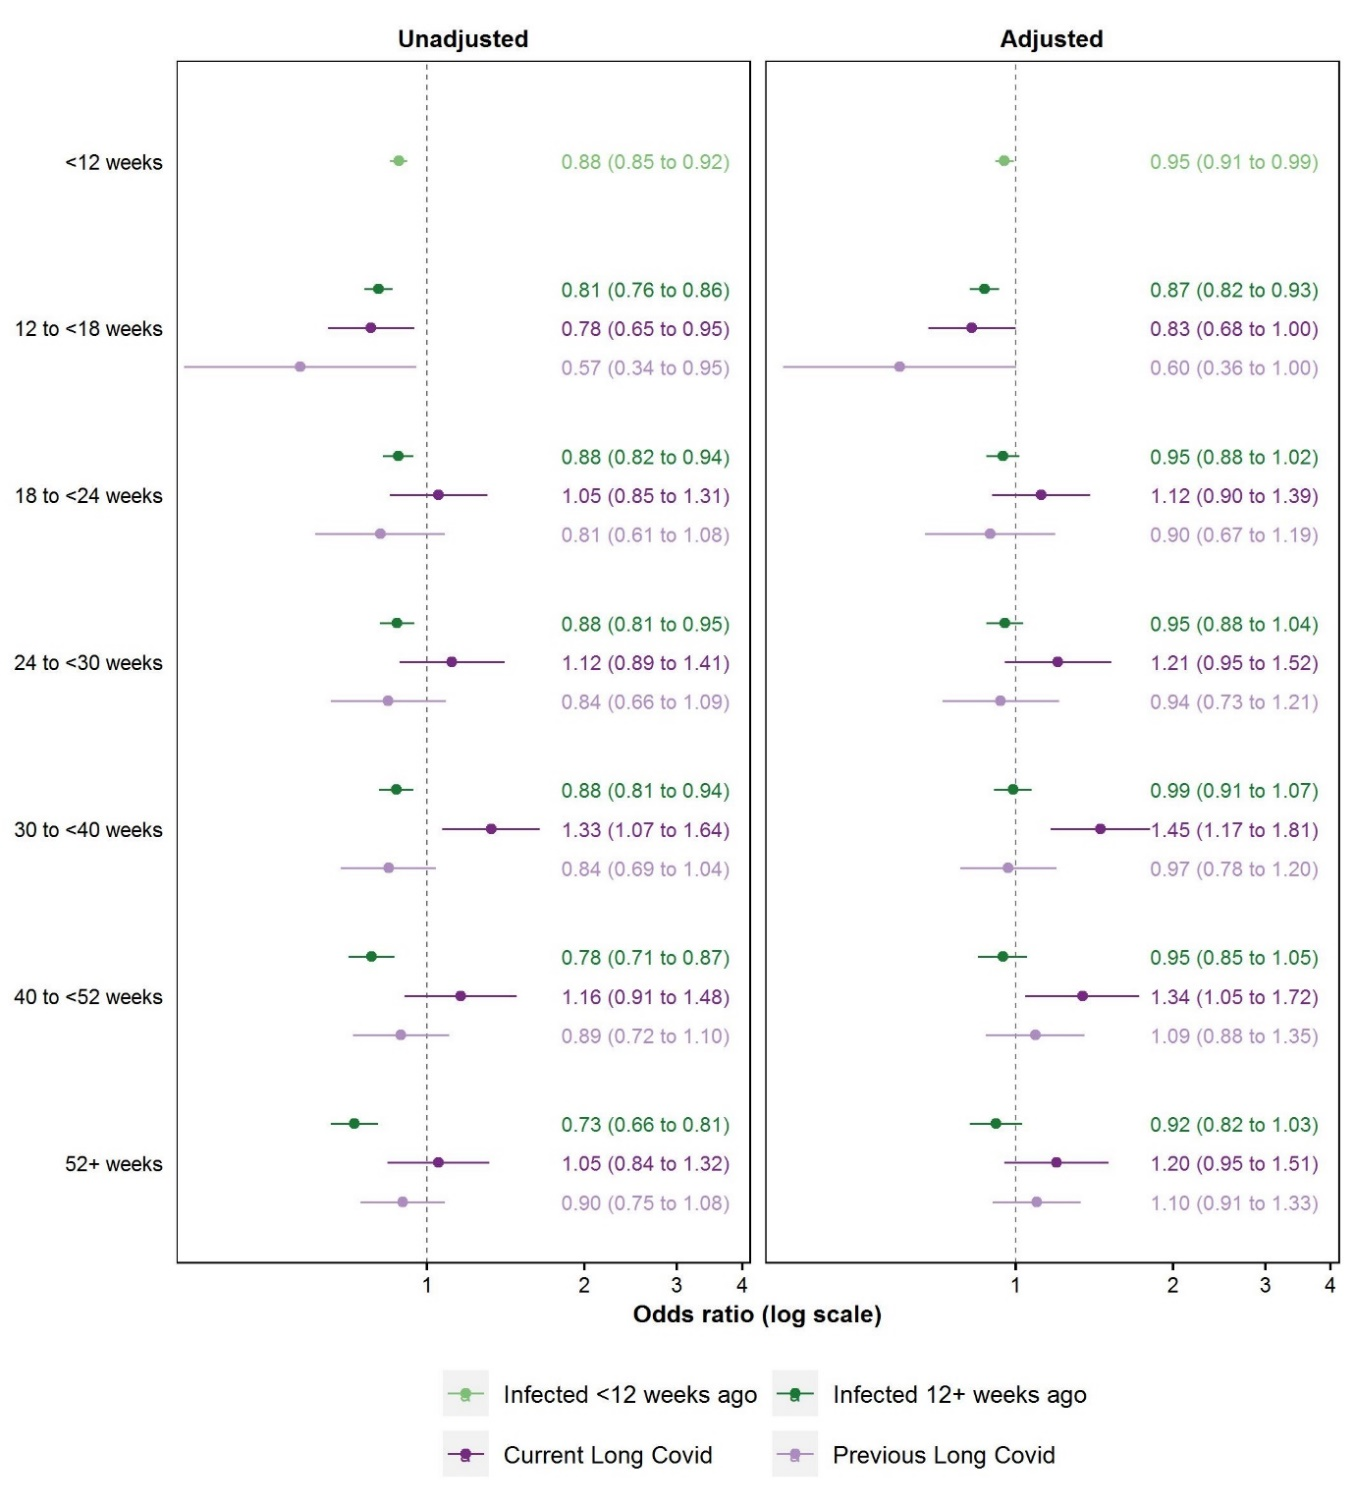 Unadjusted Adjusted
<12 weeks 0.88 (0.85 to 0.92) 0.95 (0.91 to 0.99)
0.81 (0.76 to 0.86) 0.87 (0.82 to 0.93)
12 to <18 weeks 0.78 (0.65 to 0.95) 0.83 (0.68 to 1.00)
0.57 (0.34 to 0.95) 0.60 (0.36 to 1.00)
0.88 (0.82 to 0.94) 0.95 (0.88 to 1.02)
18 to <24 weeks 1.05 (0.85 to 1.31) 1.12 (0.90 to 1.39)
0.81 (0.61 to 1.08) 0.90 (0.67 to 1.19)
0.88 (0.81 to 0.95) 0.95 (0.88 to 1.04)
24 to <30 weeks 1.12 (0.89 to 1.41) 1.21 (0.95 to 1.52)
0.84 (0.66 to 1.09) 0.94 (0.73 to 1.21)
0.88 (0.81 to 0.94) 0.99 (0.91 to 1.07)
30 to <40 weeks 1.33 (1.07 to 1.64) 1.45 (1.17 to 1.81)
0.84 (0.69 to 1.04) 0.97 (0.78 to 1.20)
0.78 (0.71 to 0.87) 0.95 (0.85 to 1.05)
40 to <52 weeks 1.16 (0.91 to 1.48) 1.34 (1.05 to 1.72)
0.89 (0.72 to 1.10) 1.09 (0.88 to 1.35)
0.73 (0.66 to 0.81) 0.92 (0.82 to 1.03)
52+ weeks 1.05 (0.84 to 1.32) 1.20 (0.95 to 1.51)
0.90 (0.75 to 1.08) 1.10 (0.91 to 1.33)
1 2 3 4 1 2 3 4
Odds ratio (log scale)
a Infected <12 weeks ago a Infected 12+ weeks ago
a Current Long Covid a Previous Long Covid